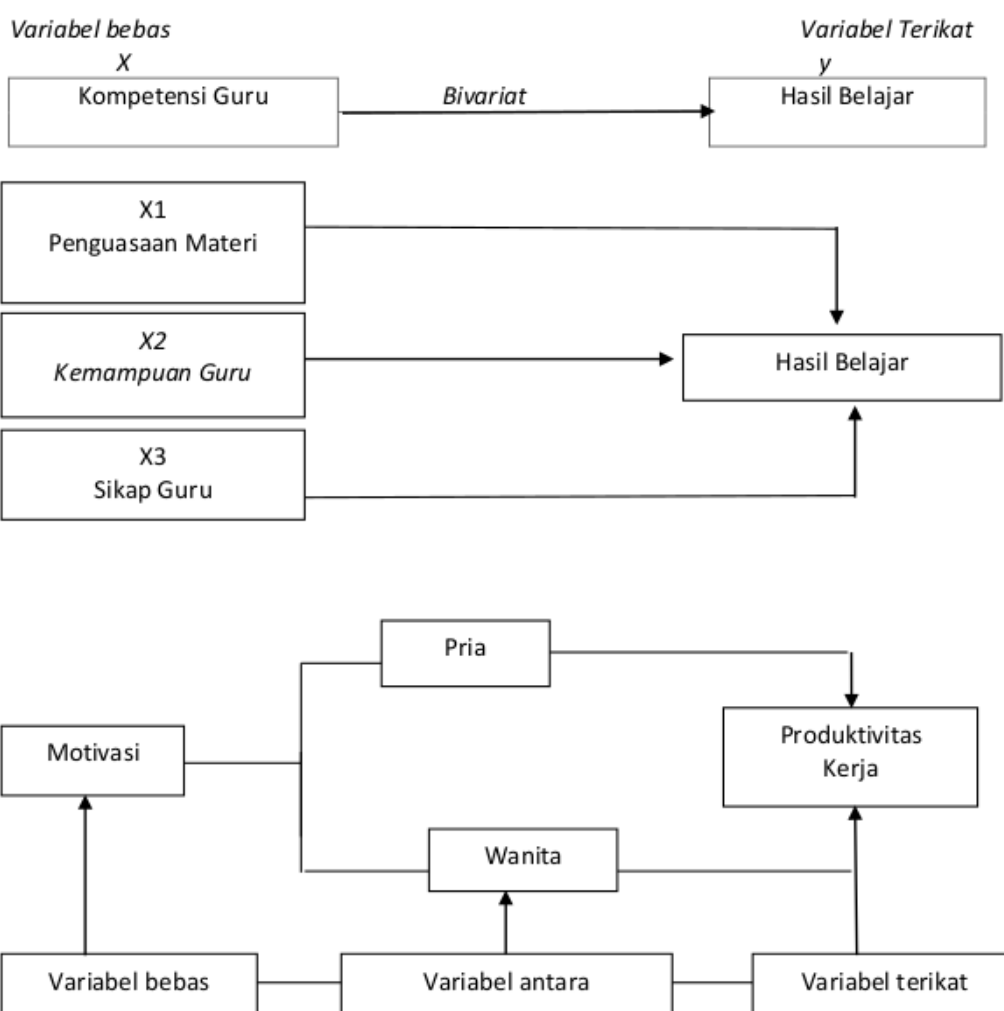 Variabel bebas
Variabel Terikat
X
y
Kompetensi Guru
Bivariat
Hasil Belajar
X1
Penguasaan Materi
X2
Kemampuan Guru
Hasil Belajar
X3
Sikap Guru
Pria
Motivasi
Produktivitas
Kerja
Wanita
Variabel bebas
Variabel antara
Variabel terikat